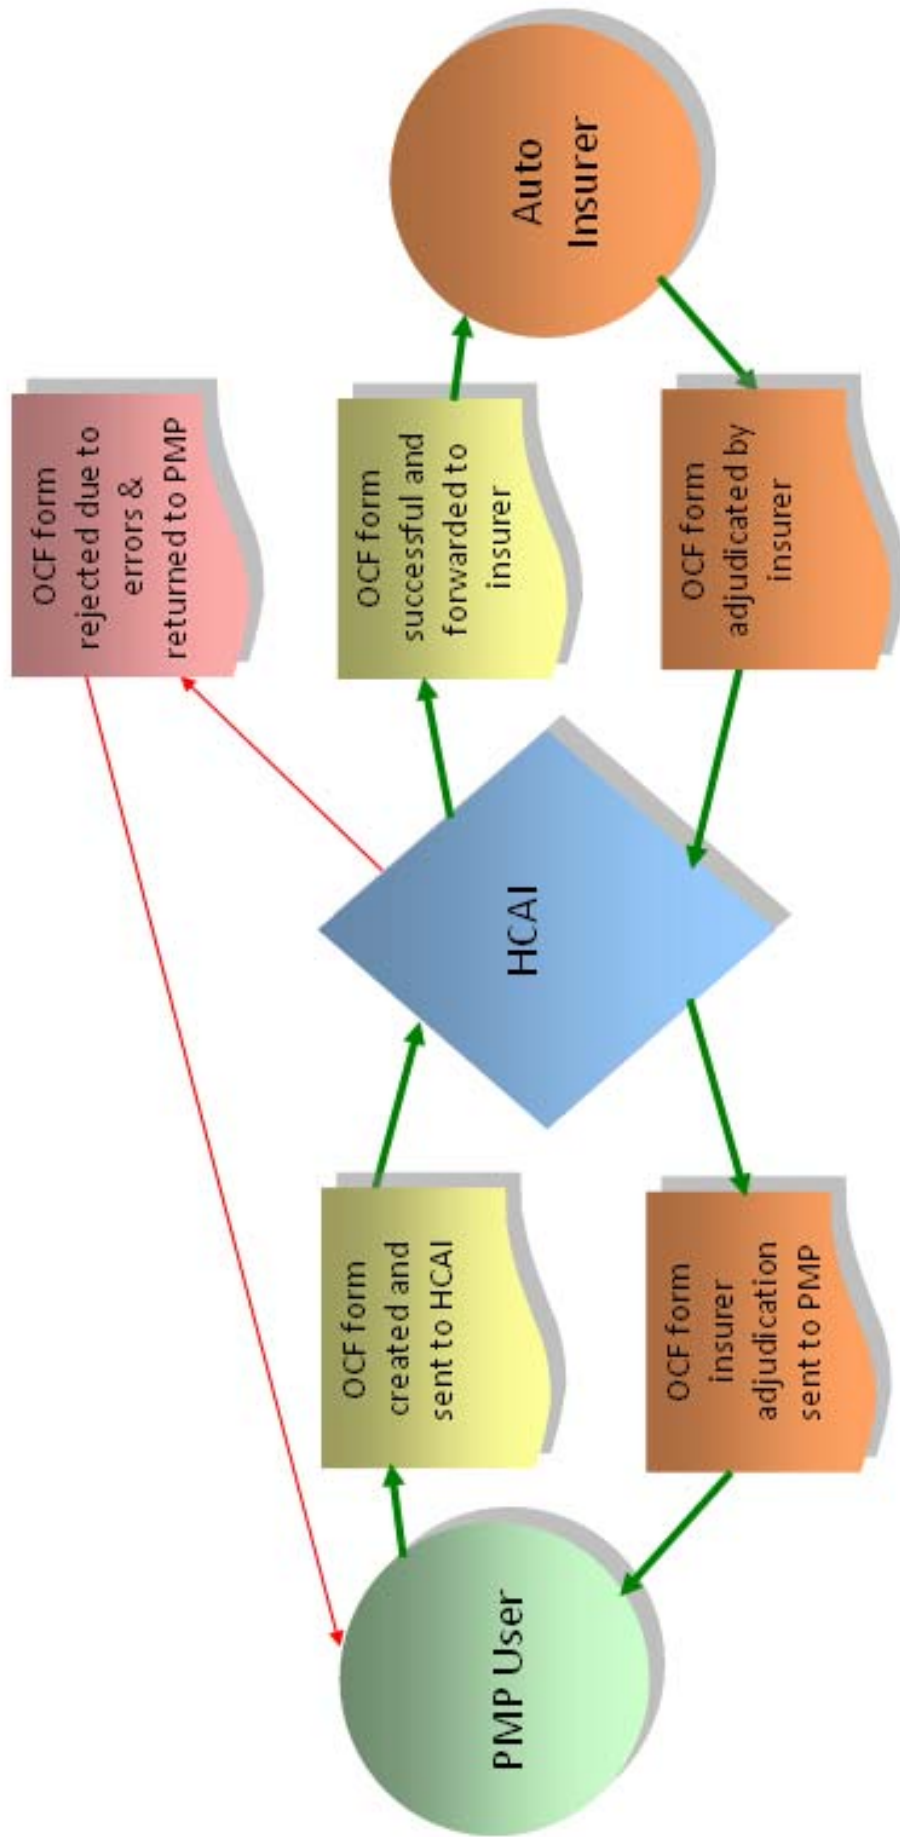 OCF form
rejected due to
errors &
returned to PMP
OCF form
created and
sent to HCAI
OCF form
successful and
forwarded to
insurer
PMP User
HCAI
Auto
Insurer
OCF form
insurer
adjudication
sent to PMP
OCF form
adjudicated by
insurer